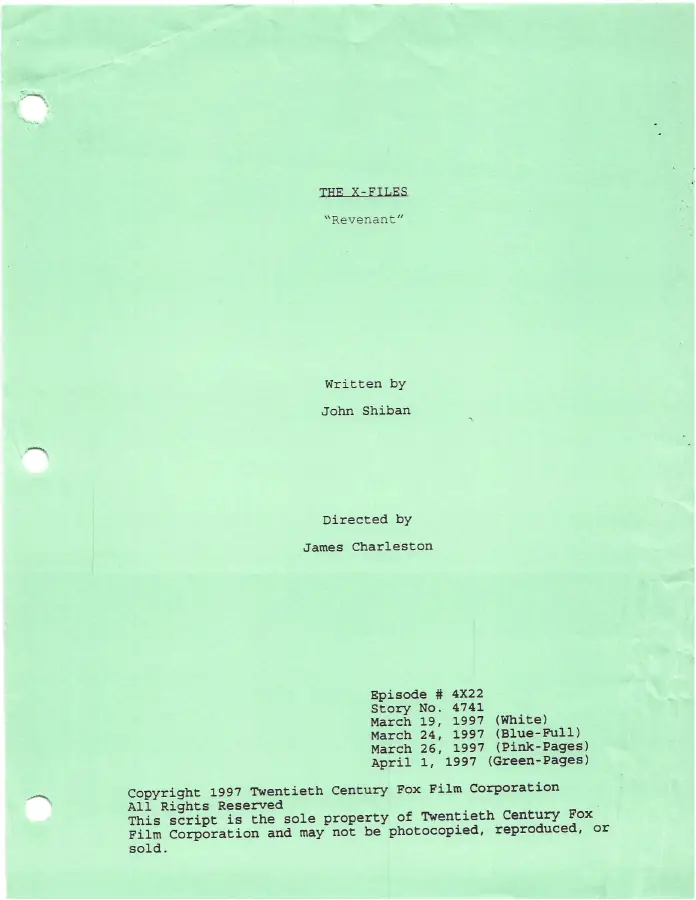 THE X-FILES
"Revenant"
Written by
John Shiban
Directed by
James Charleston
Episode # 4X22
Story No. 4741
March 19, 1997 (White)
March 24, 1997 (Blue-Full)
March 26, 1997 (Pink-Pages)
April 1, 1997 (Green-Pages)
Copyright 1997 Twentieth Century Fox Film Corporation
All Rights Reserved
This script is the sole property of Twentieth Century Fox
Film Corporation and may not be photocopied, reproduced, or
sold.